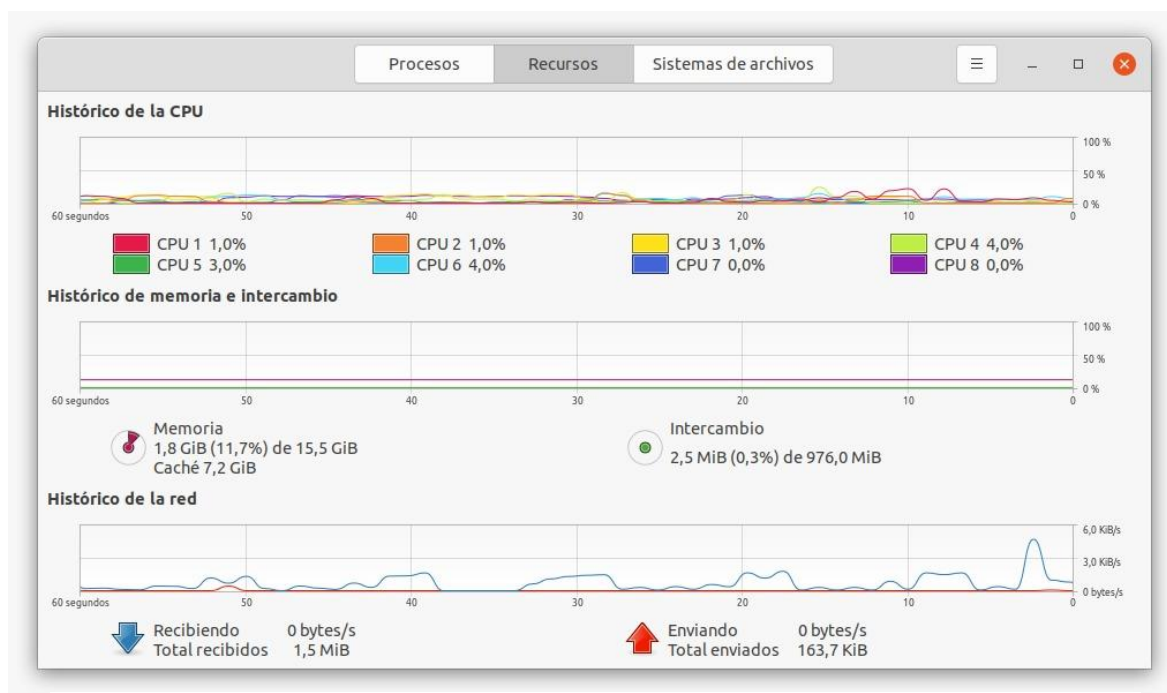 Procesos Recursos Sistemas de archivos
Histórico de la CPU
100 %
50 %
0 %
60 segundos 50 40 30 20 10 0
CPU 1 1,0% CPU 2 1,0% CPU 3 1,0% CPU 4 4,0%
CPU 5 3,0% CPU 6 4,0% CPU 7 0,0% CPU 8 0,0%
Histórico de memoria e intercambio
100 %
50 %
0 %
60 segundos 50 40 30 20 10 0
Memoria
1,8 GiB (11,7%) de 15,5 GiB
Caché 7,2 GiB
Intercambio
2,5 MiB (0,3%) de 976,0 MiB
Histórico de la red
6,0 KiB/s
3,0 KiB/s
0 bytes/s
60 segundos 50 40 30 20 10 0
Recibiendo 0 bytes/s
Total recibidos 1,5 MiB
Enviando 0 bytes/s
Total enviados 163,7 KiB